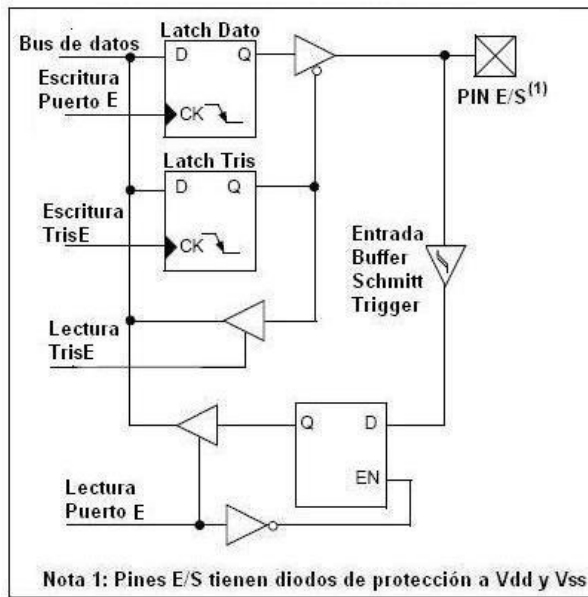 Latch Dato
Bus de datos
D
Q
Escritura
Puerto E
CK
PIN E/S(1)
Latch Tris
D
Q
Escritura
TrisE
CK
Entrada
Buffer
Schmitt
Trigger
Lectura
TrisE
Q
D
EN
Lectura
Puerto E
Nota 1: Pines E/S tienen diodos de protección a Vdd y Vss